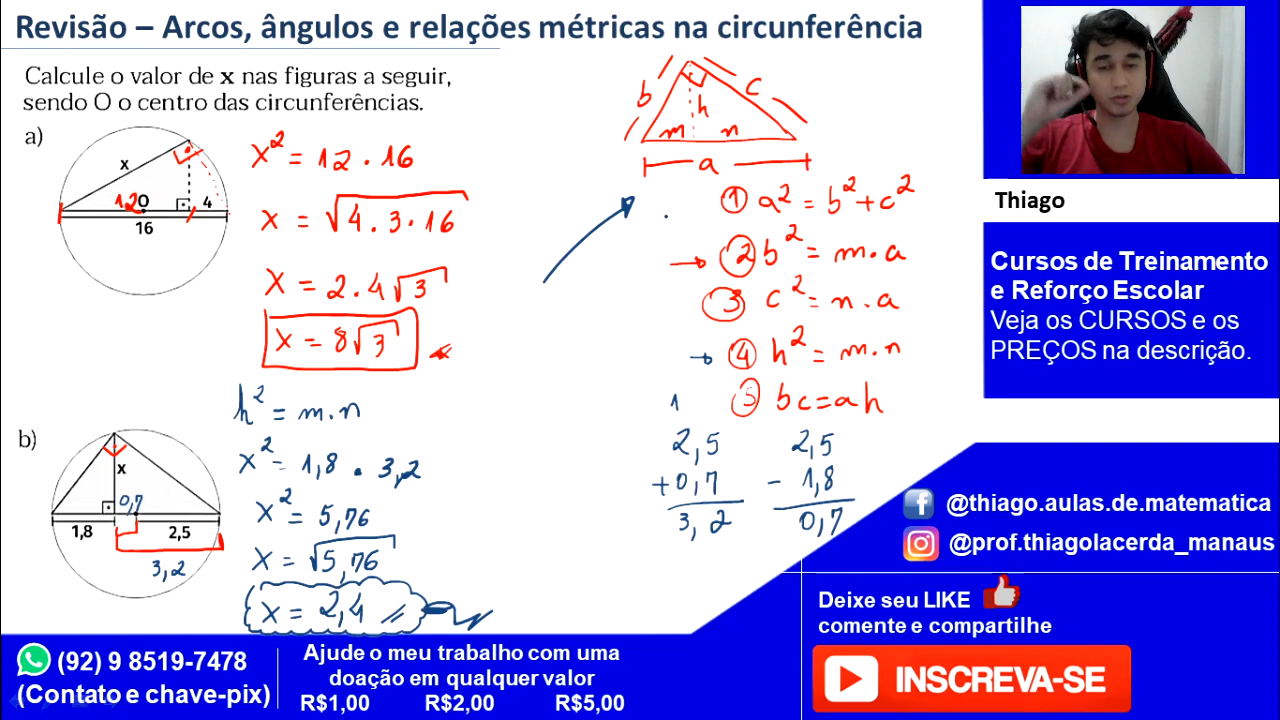 Revisão – Arcos, ângulos e relações métricas na circunferência
Calcule o valor de x nas figuras a seguir,
sendo O o centro das circunferências.
a)
x
12
O
4
16
x² = 12 . 16
x = √4 . 3 . 16
x = 2 . 4√3
x = 8√3
b
c
h
m
n
a
1 a² = b² + c²
2 b² = m . a
3 c² = n . a
4 h² = m . n
5 bc = ah
b)
x
0,7
1,8
2,5
3,2
h² = m . n
x² = 1,8 . 3,2
x² = 5,76
x = √5,76
x = 2,4
1
2,5
+0,7
3,2
2,5
- 1,8
0,7
Thiago
Cursos de Treinamento
e Reforço Escolar
Veja os CURSOS e os
PREÇOS na descrição.
@thiago.aulas.de.matematica
@prof.thiagolacerda_manaus
Deixe seu LIKE
comente e compartilhe
INSCREVA-SE
(92) 9 8519-7478
(Contato e chave-pix)
Ajude o meu trabalho com uma
doação em qualquer valor
R$1,00 R$2,00 R$5,00